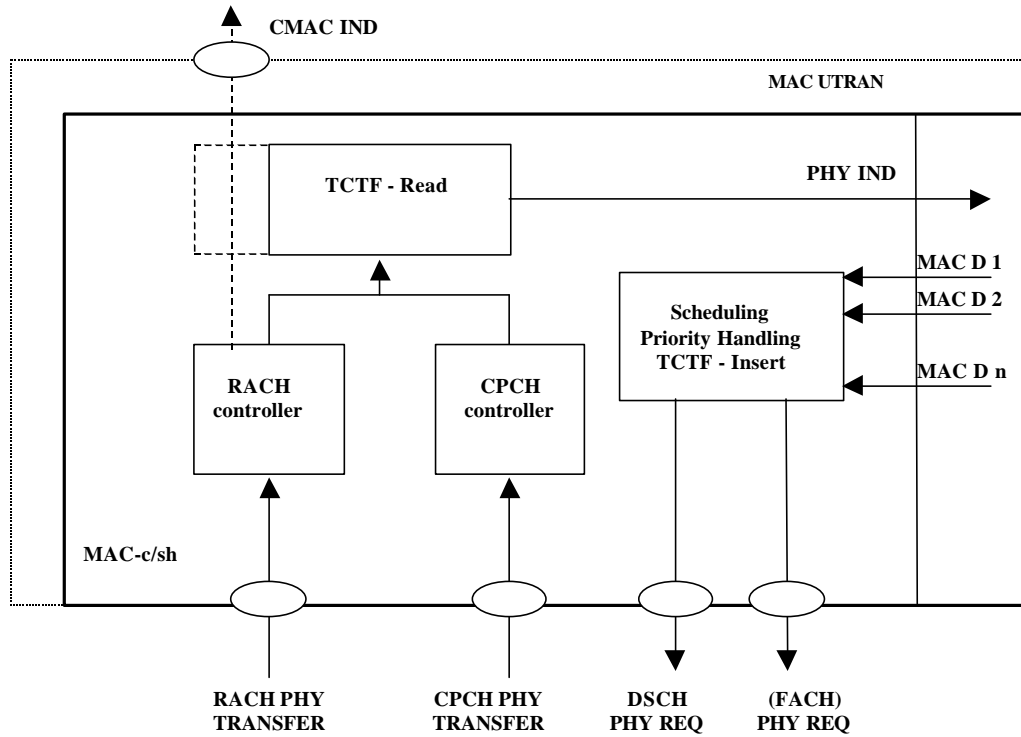 CMAC IND
MAC UTRAN
TCTF - Read
PHY IND
MAC D 1
MAC D 2
MAC D n
Scheduling
Priority Handling
TCTF - Insert
RACH
controller
CPCH
controller
MAC-c/sh
RACH PHY
TRANSFER
CPCH PHY
TRANSFER
DSCH
PHY REQ
(FACH)
PHY REQ